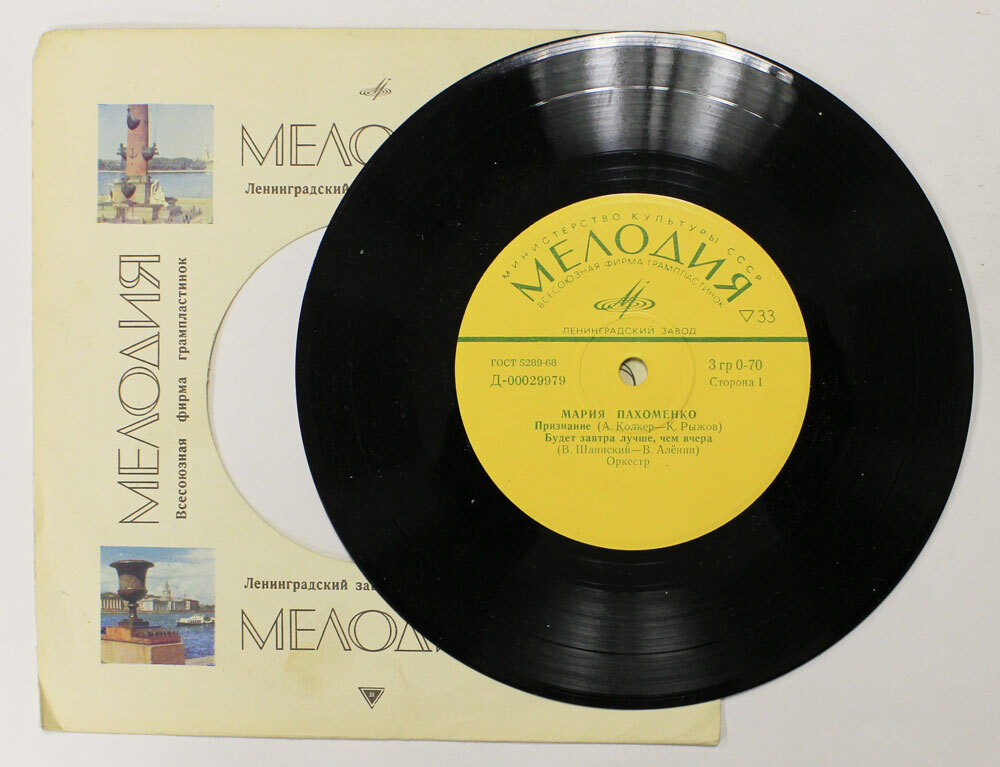 МЕЛО
Ленинградский
МЕЛОДИЯ
Всесоюзная фирма грампластинок
Ленинградский за
МЕЛОД
33
МИНИСТЕРСТВО КУЛЬТУРЫ СССР
МЕЛОДИЯ
ВСЕСОЮЗНАЯ ФИРМА ГРАМПЛАСТИНОК
33
ЛЕНИНГРАДСКИЙ ЗАВОД
ГОСТ 5289-68
3 гр 0-70
Д-00029979
Сторона 1
МАРИЯ ПАХОМЕНКО
Признание (А. Колкер—К. Рыжов)
Будет завтра лучше, чем вчера
(В. Шаинский—В. Алёнин)
Оркестр